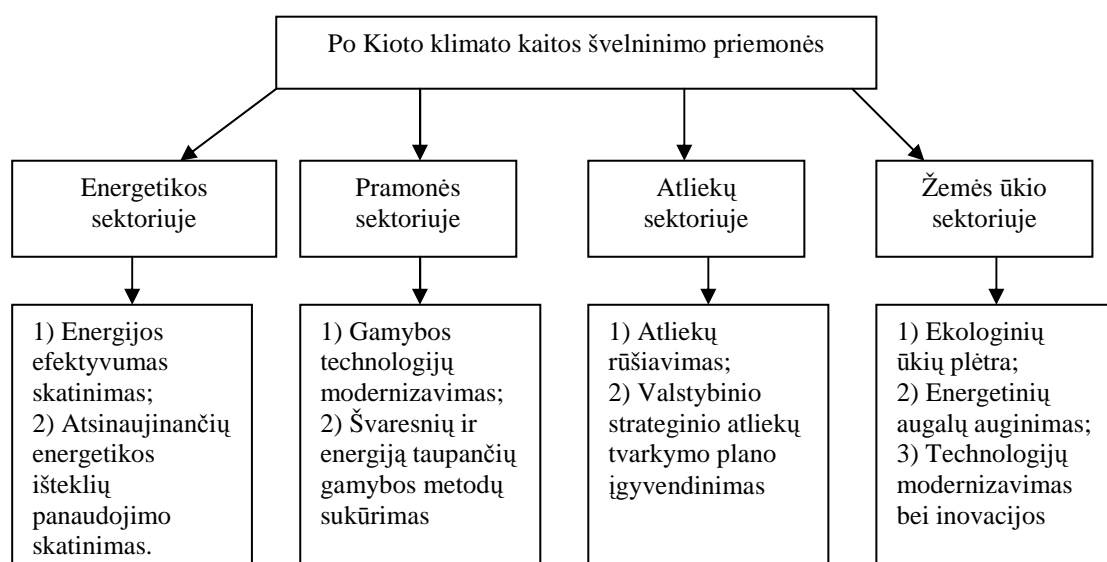 Po Kioto klimato kaitos švelninimo priemonės
Energetikos
sektoriuje
Pramonės
sektoriuje
Atliekų
sektoriuje
Žemės ūkio
sektoriuje
1) Energijos
efektyvumas
skatinimas;
2) Atsinaujinančių
energetikos
išteklių
panaudojimo
skatinimas.
1) Gamybos
technologijų
modernizavimas;
2) Švaresnių ir
energiją taupančių
gamybos metodų
sukūrimas
1) Atliekų
rūšiavimas;
2) Valstybinio
strateginio atliekų
tvarkymo plano
įgyvendinimas
1) Ekologinių
ūkių plėtra;
2) Energetinių
augalų auginimas;
3) Technologijų
modernizavimas
bei inovacijos